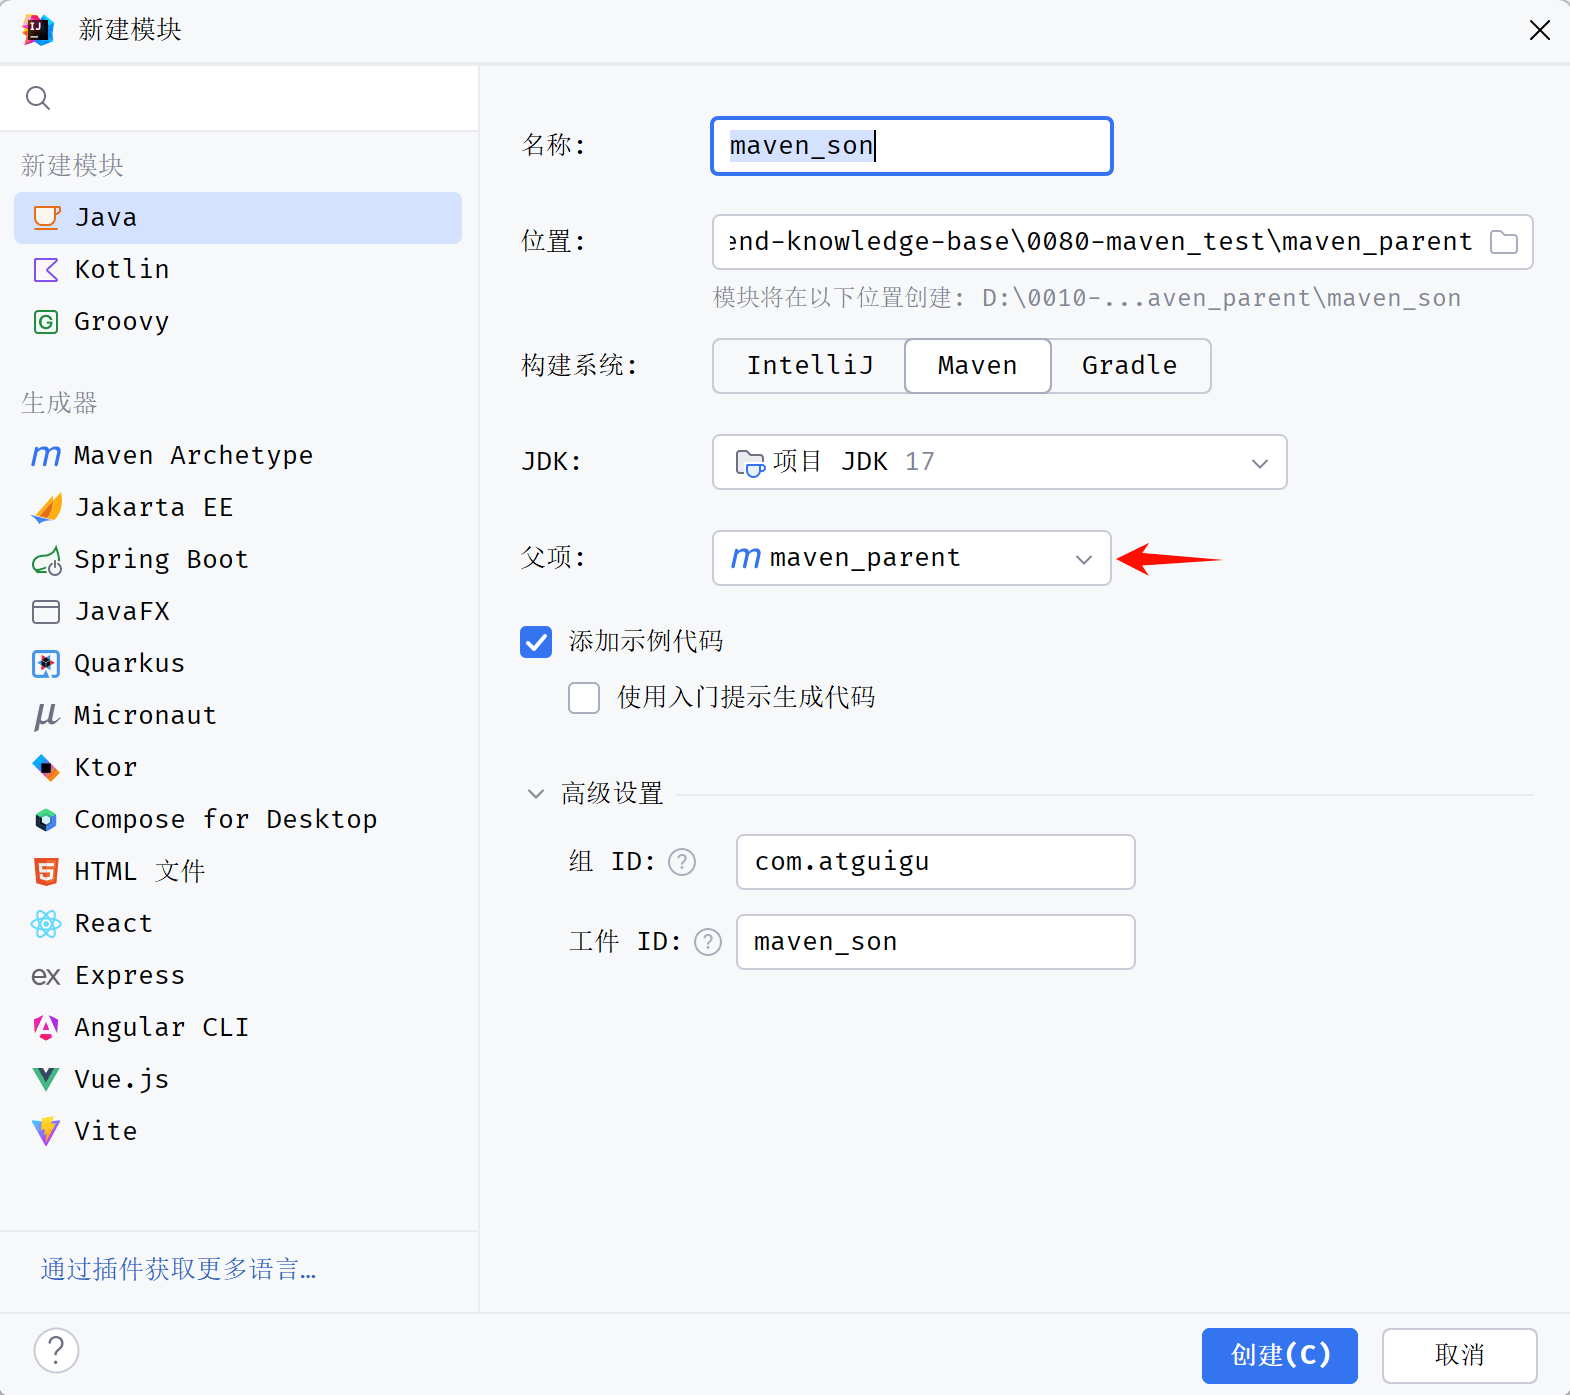 新建模块
新建模块
Java
Kotlin
Groovy
生成器
Maven Archetype
Jakarta EE
Spring Boot
JavaFX
Quarkus
Micronaut
Ktor
Compose for Desktop
HTML 文件
React
Express
Angular CLI
Vue.js
Vite
通过插件获取更多语言…
名称: maven_son
位置: end-knowledge-base\0080-maven_test\maven_parent
模块将在以下位置创建: D:\0010-...aven_parent\maven_son
构建系统: IntelliJ Maven Gradle
JDK: 项目 JDK 17
父项: maven_parent
添加示例代码
使用入门提示生成代码
高级设置
组 ID: ? com.atguigu
工件 ID: ? maven_son
? 创建(C) 取消